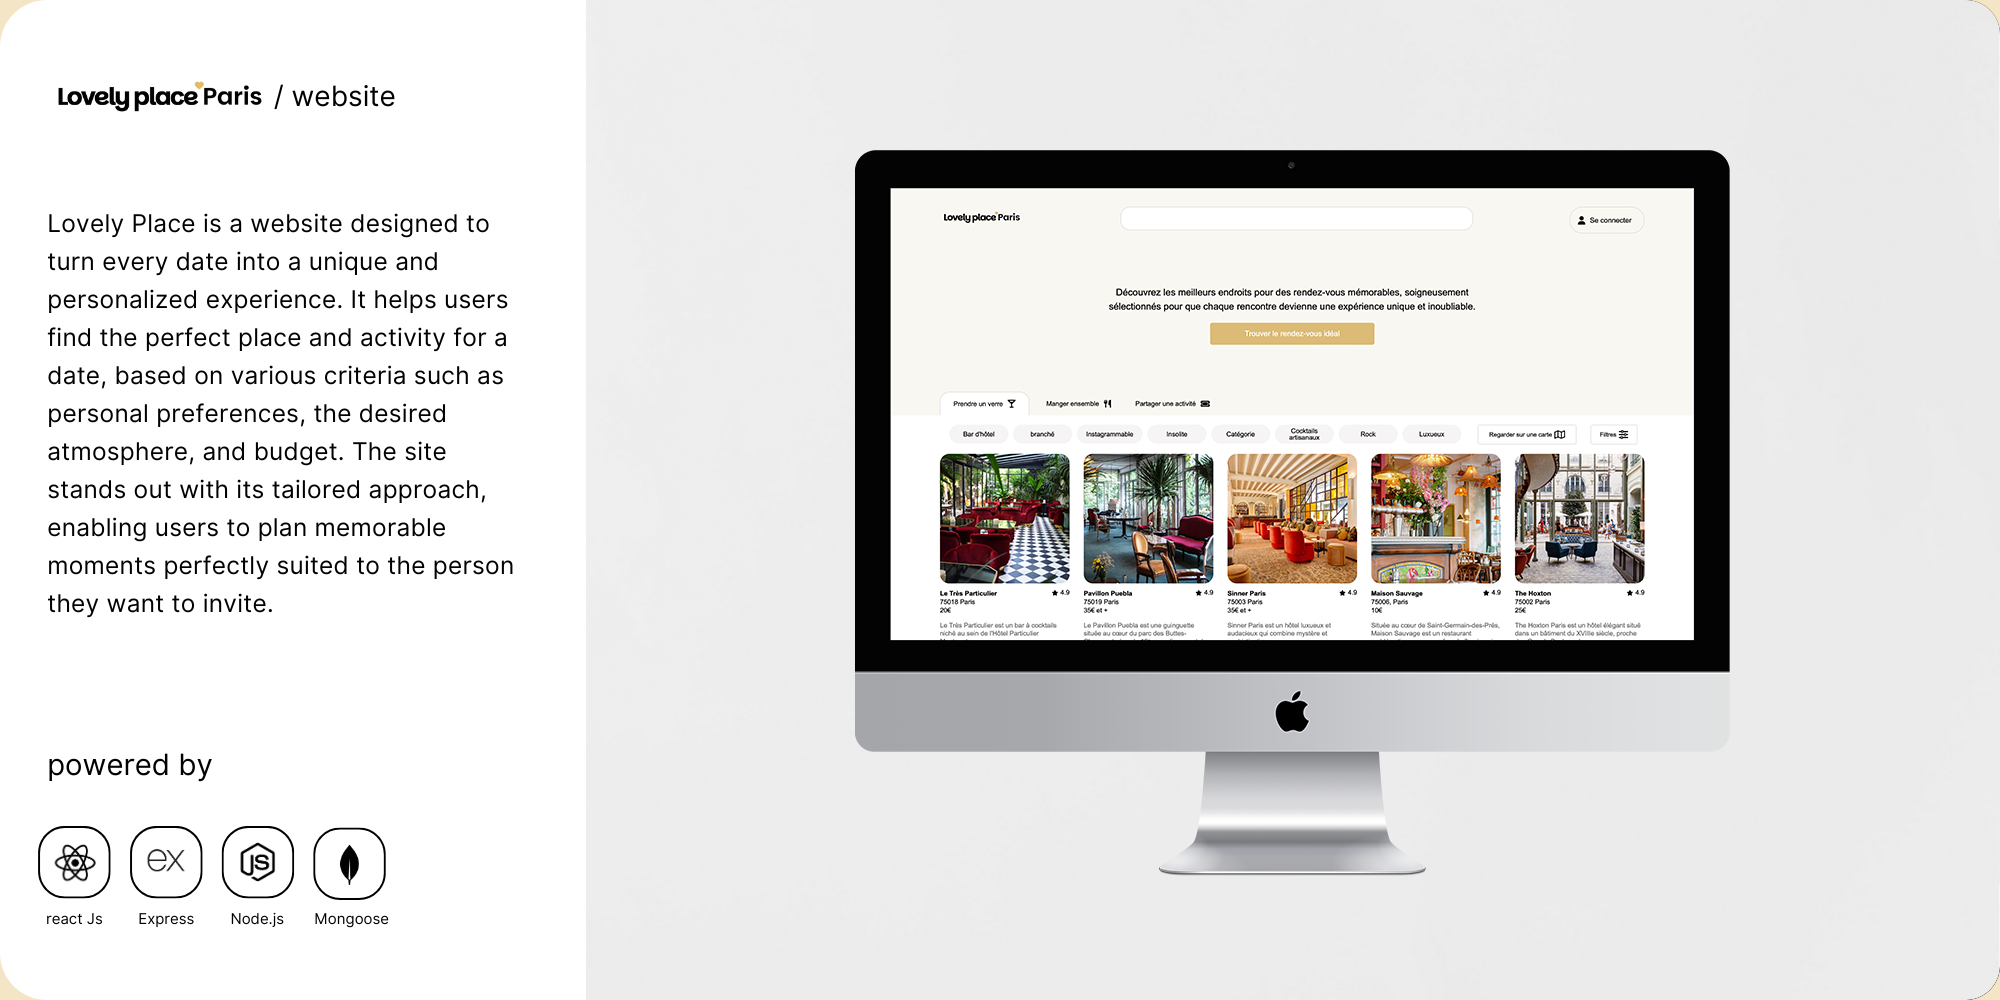 Lovely place Paris / website
Lovely Place is a website designed to
turn every date into a unique and
personalized experience. It helps users
find the perfect place and activity for a
date, based on various criteria such as
personal preferences, the desired
atmosphere, and budget. The site
stands out with its tailored approach,
enabling users to plan memorable
moments perfectly suited to the person
they want to invite.
powered by
ex
JS
react Js
Express
Node.js
Mongoose
Lovely place Paris
Se connecter
Découvrez les meilleurs endroits pour des rendez-vous mémorables, soigneusement
sélectionnés pour que chaque rencontre devienne une expérience unique et inoubliable.
Trouver le rendez-vous idéal
Prendre un verre
Manger ensemble
Partager une activité
Bar d'hôtel
branché
Instagrammable
Insolite
Catégorie
Cocktails
artisanaux
Rock
Luxueux
Regarder sur une carte
Filtres
Le Très Particulier
4.9
75018 Paris
20€
Le Très Particulier est un bar à cocktails
niché au sein de l'Hôtel Particulier
Pavillon Puebla
4.9
75019 Paris
35€ et +
Le Pavillon Puebla est une guinguette
située au cœur du parc des Buttes-
Sinner Paris
4.9
75003 Paris
35€ et +
Sinner Paris est un hôtel luxueux et
audacieux qui combine mystère et
Maison Sauvage
4.9
75006, Paris
10€
Située au cœur de Saint-Germain-des-Prés,
Maison Sauvage est un restaurant
The Hoxton
4.9
75002 Paris
25€
The Hoxton Paris est un hôtel élégant situé
dans un bâtiment du XVIIIe siècle, proche